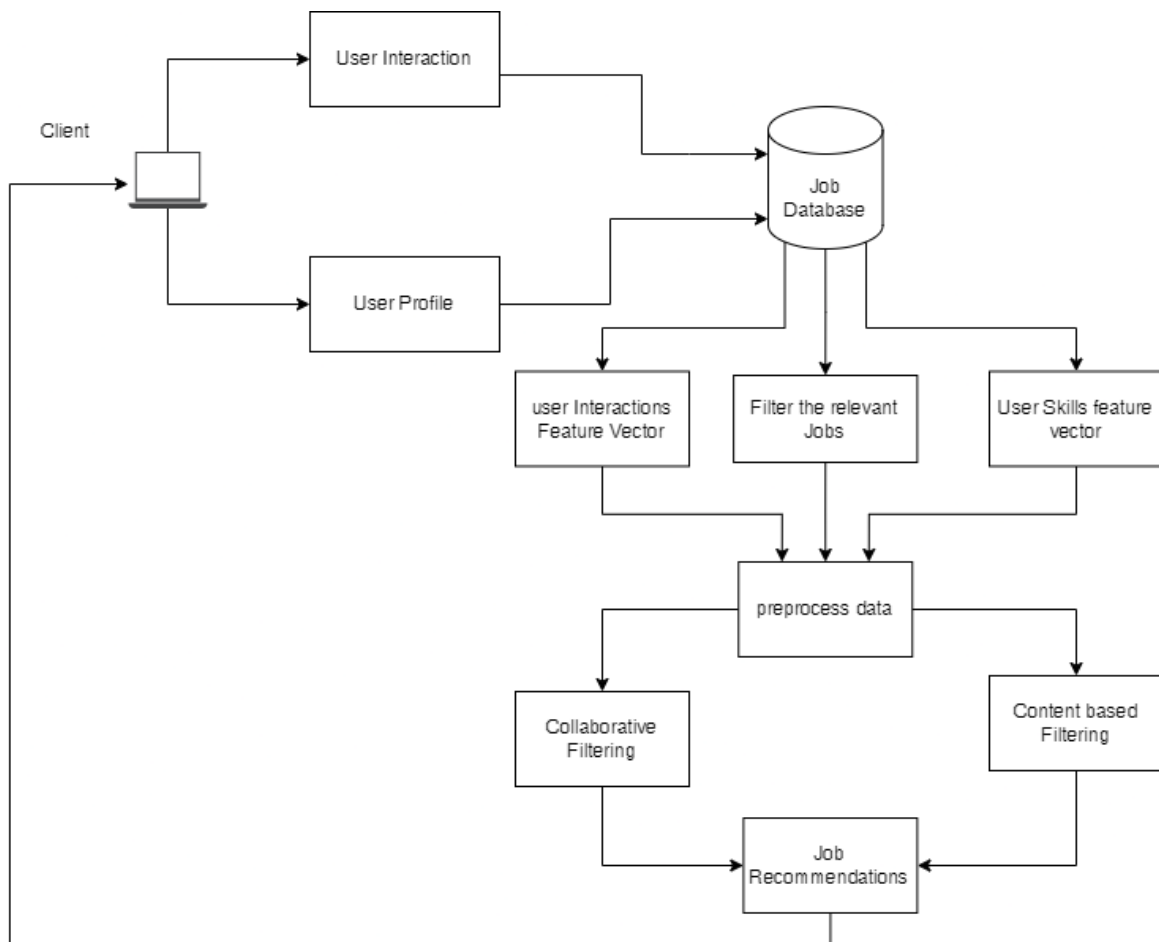 User Interaction
Client
Job
Database
User Profile
user Interactions
Feature Vector
Filter the relevant
Jobs
User Skills feature
vector
preprocess data
Collaborative
Filtering
Content based
Filtering
Job
Recommendations